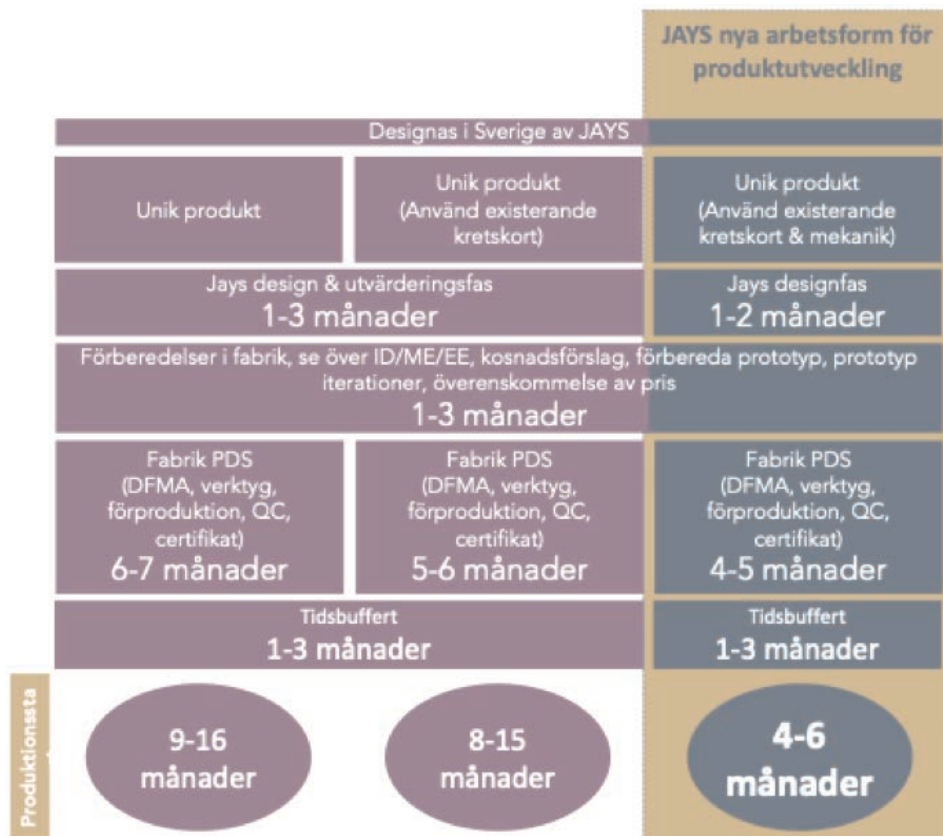 JAYS nya arbetsform för
produktutveckling
Designas i Sverige av JAYS
Unik produkt
Unik produkt
(Använd existerande
kretskort)
Unik produkt
(Använd existerande
kretskort & mekanik)
Jays design & utvärderingsfas
1-3 månader
Jays designfas
1-2 månader
Förberedelser i fabrik, se över ID/ME/EE, kosnadsförslag, förbereda prototyp, prototyp
iterationer, överenskommelse av pris
1-3 månader
Fabrik PDS
(DFMA, verktyg,
förproduktion, QC,
certifikat)
6-7 månader
Fabrik PDS
(DFMA, verktyg,
förproduktion, QC,
certifikat)
5-6 månader
Fabrik PDS
(DFMA, verktyg,
förproduktion, QC,
certifikat)
4-5 månader
Tidsbuffert
1-3 månader
Tidsbuffert
1-3 månader
Produktionssta
9-16
månader
8-15
månader
4-6
månader